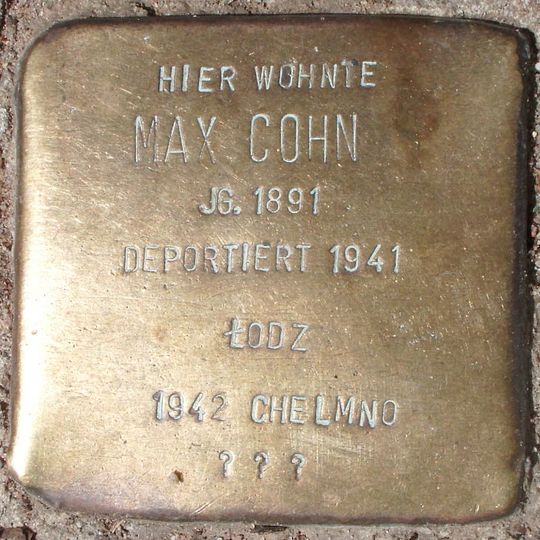 HIER WOHNTE
MAX COHN
JG. 1891
DEPORTIERT 1941
ŁODZ
1942 CHELMNO
? ? ?